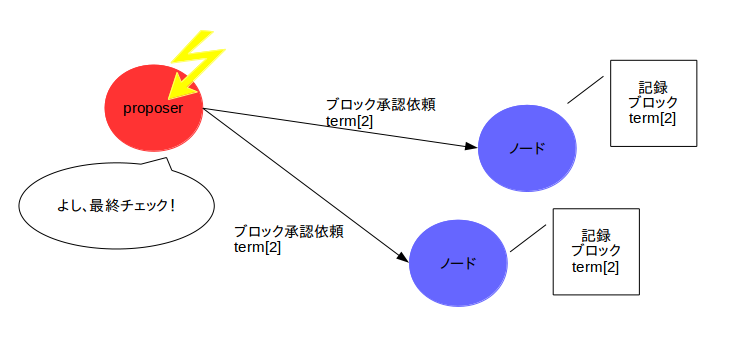 proposer
よし、最終チェック！
ブロック承認依頼
term[2]
ノード
記録
ブロック
term[2]
ブロック承認依頼
term[2]
ノード
記録
ブロック
term[2]